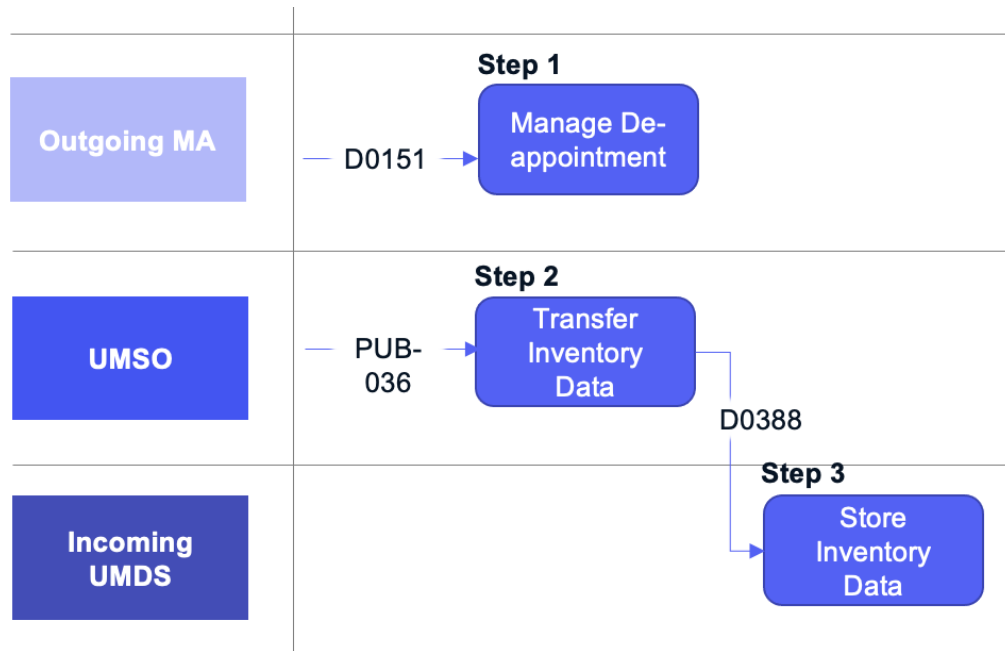 Step 1
Outgoing MA
D0151
Manage De-
appointment
Step 2
UMSO
PUB-
036
Transfer
Inventory
Data
D0388
Step 3
Incoming
UMDS
Store
Inventory
Data